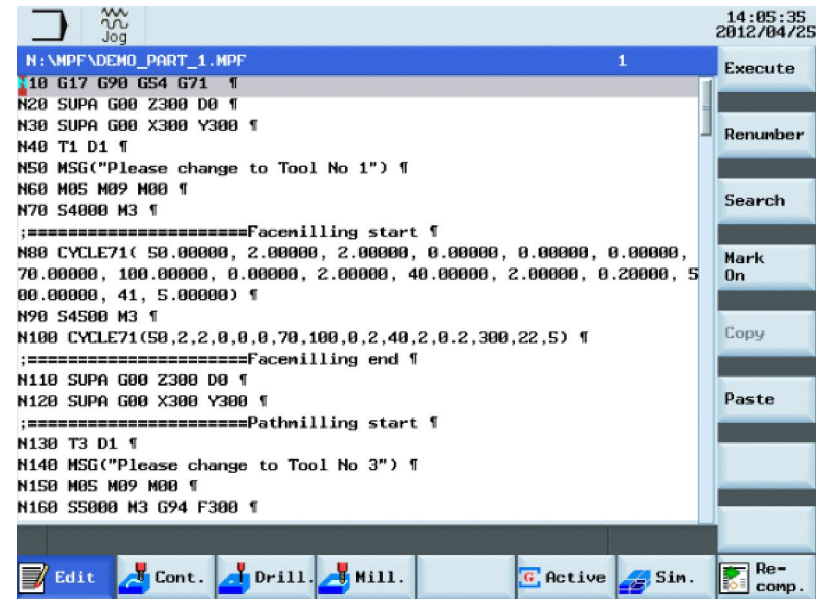 Jog
14:05:35
2012/04/25
N:\MPF\DEMO_PART_1.MPF 1
N10 G17 G90 G54 G71 ¶
N20 SUPA G00 Z300 D0 ¶
N30 SUPA G00 X300 Y300 ¶
N40 T1 D1 ¶
N50 MSG("Please change to Tool No 1") ¶
N60 M05 M09 M00 ¶
N70 S4000 M3 ¶
;======================Facemilling start ¶
N80 CYCLE71( 50.00000, 2.00000, 2.00000, 0.00000, 0.00000, 0.00000,
70.00000, 100.00000, 0.00000, 2.00000, 40.00000, 2.00000, 0.20000, 5
00.00000, 41, 5.00000) ¶
N90 S4500 M3 ¶
N100 CYCLE71(50,2,2,0,0,0,70,100,0,2,40,2,0.2,300,22,5) ¶
;======================Facemilling end ¶
N110 SUPA G00 Z300 D0 ¶
N120 SUPA G00 X300 Y300 ¶
;======================Pathmilling start ¶
N130 T3 D1 ¶
N140 MSG("Please change to Tool No 3") ¶
N150 M05 M09 M00 ¶
N160 S5000 M3 G94 F300 ¶
Execute
Renumber
Search
Mark
On
Copy
Paste
Edit
Cont.
Drill.
Mill.
G Active
Sim.
Re-
comp.